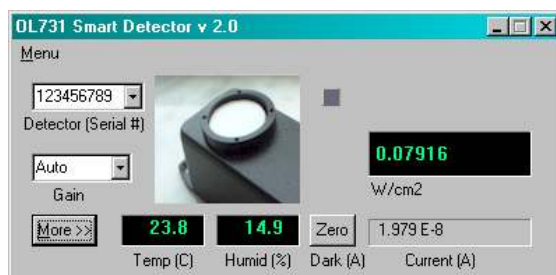 OL731 Smart Detector v 2.0
Menu
123456789
Detector (Serial #)
0.07916
W/cm2
Auto
Gain
More >>
23.8
14.9
Zero
1.979 E-8
Temp (C)
Humid (%)
Dark (A)
Current (A)